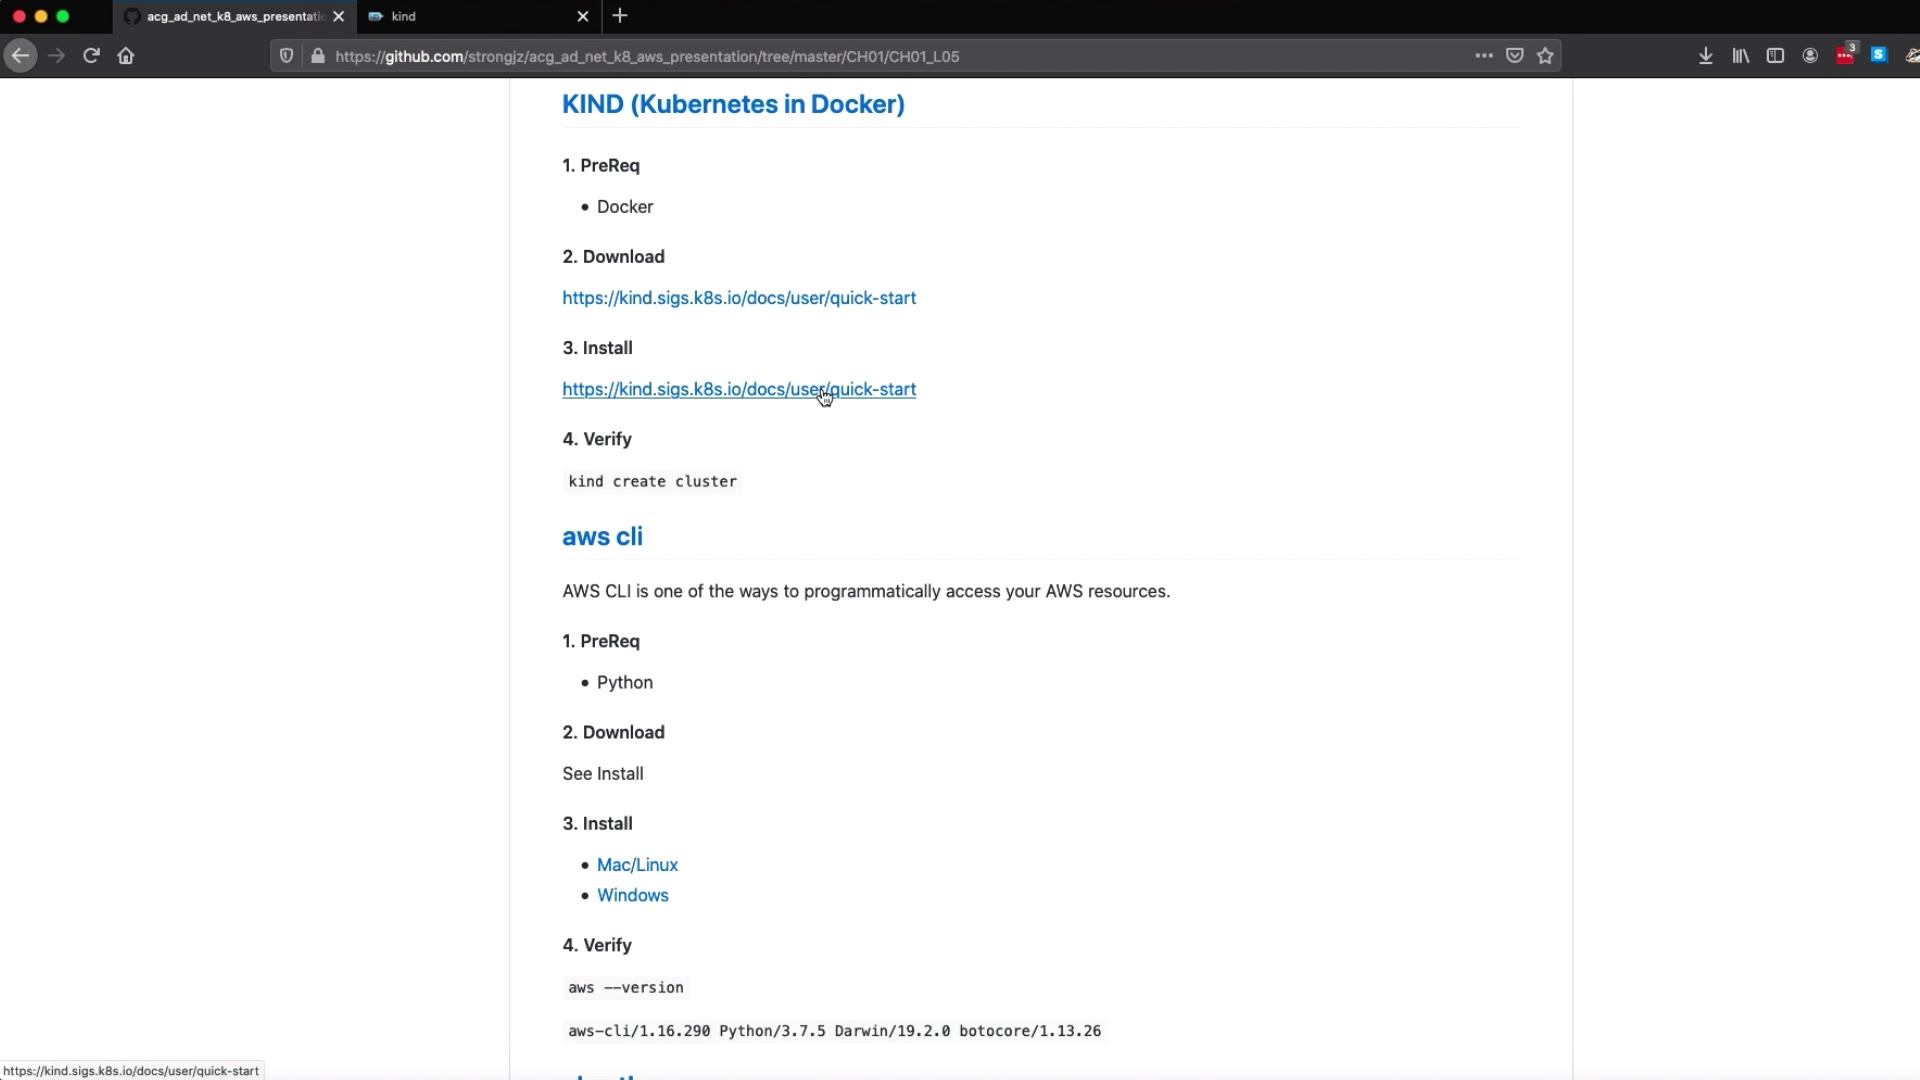 acg_ad_net_k8_aws_presentatio
kind
https://github.com/strongjz/acg_ad_net_k8_aws_presentation/tree/master/CH01/CH01_L05
3
S
KIND (Kubernetes in Docker)
1. PreReq
• Docker
2. Download
https://kind.sigs.k8s.io/docs/user/quick-start
3. Install
https://kind.sigs.k8s.io/docs/user/quick-start
4. Verify
kind create cluster
aws cli
AWS CLI is one of the ways to programmatically access your AWS resources.
1. PreReq
• Python
2. Download
See Install
3. Install
• Mac/Linux
• Windows
4. Verify
aws --version
aws-cli/1.16.290 Python/3.7.5 Darwin/19.2.0 botocore/1.13.26
https://kind.sigs.k8s.io/docs/user/quick-start